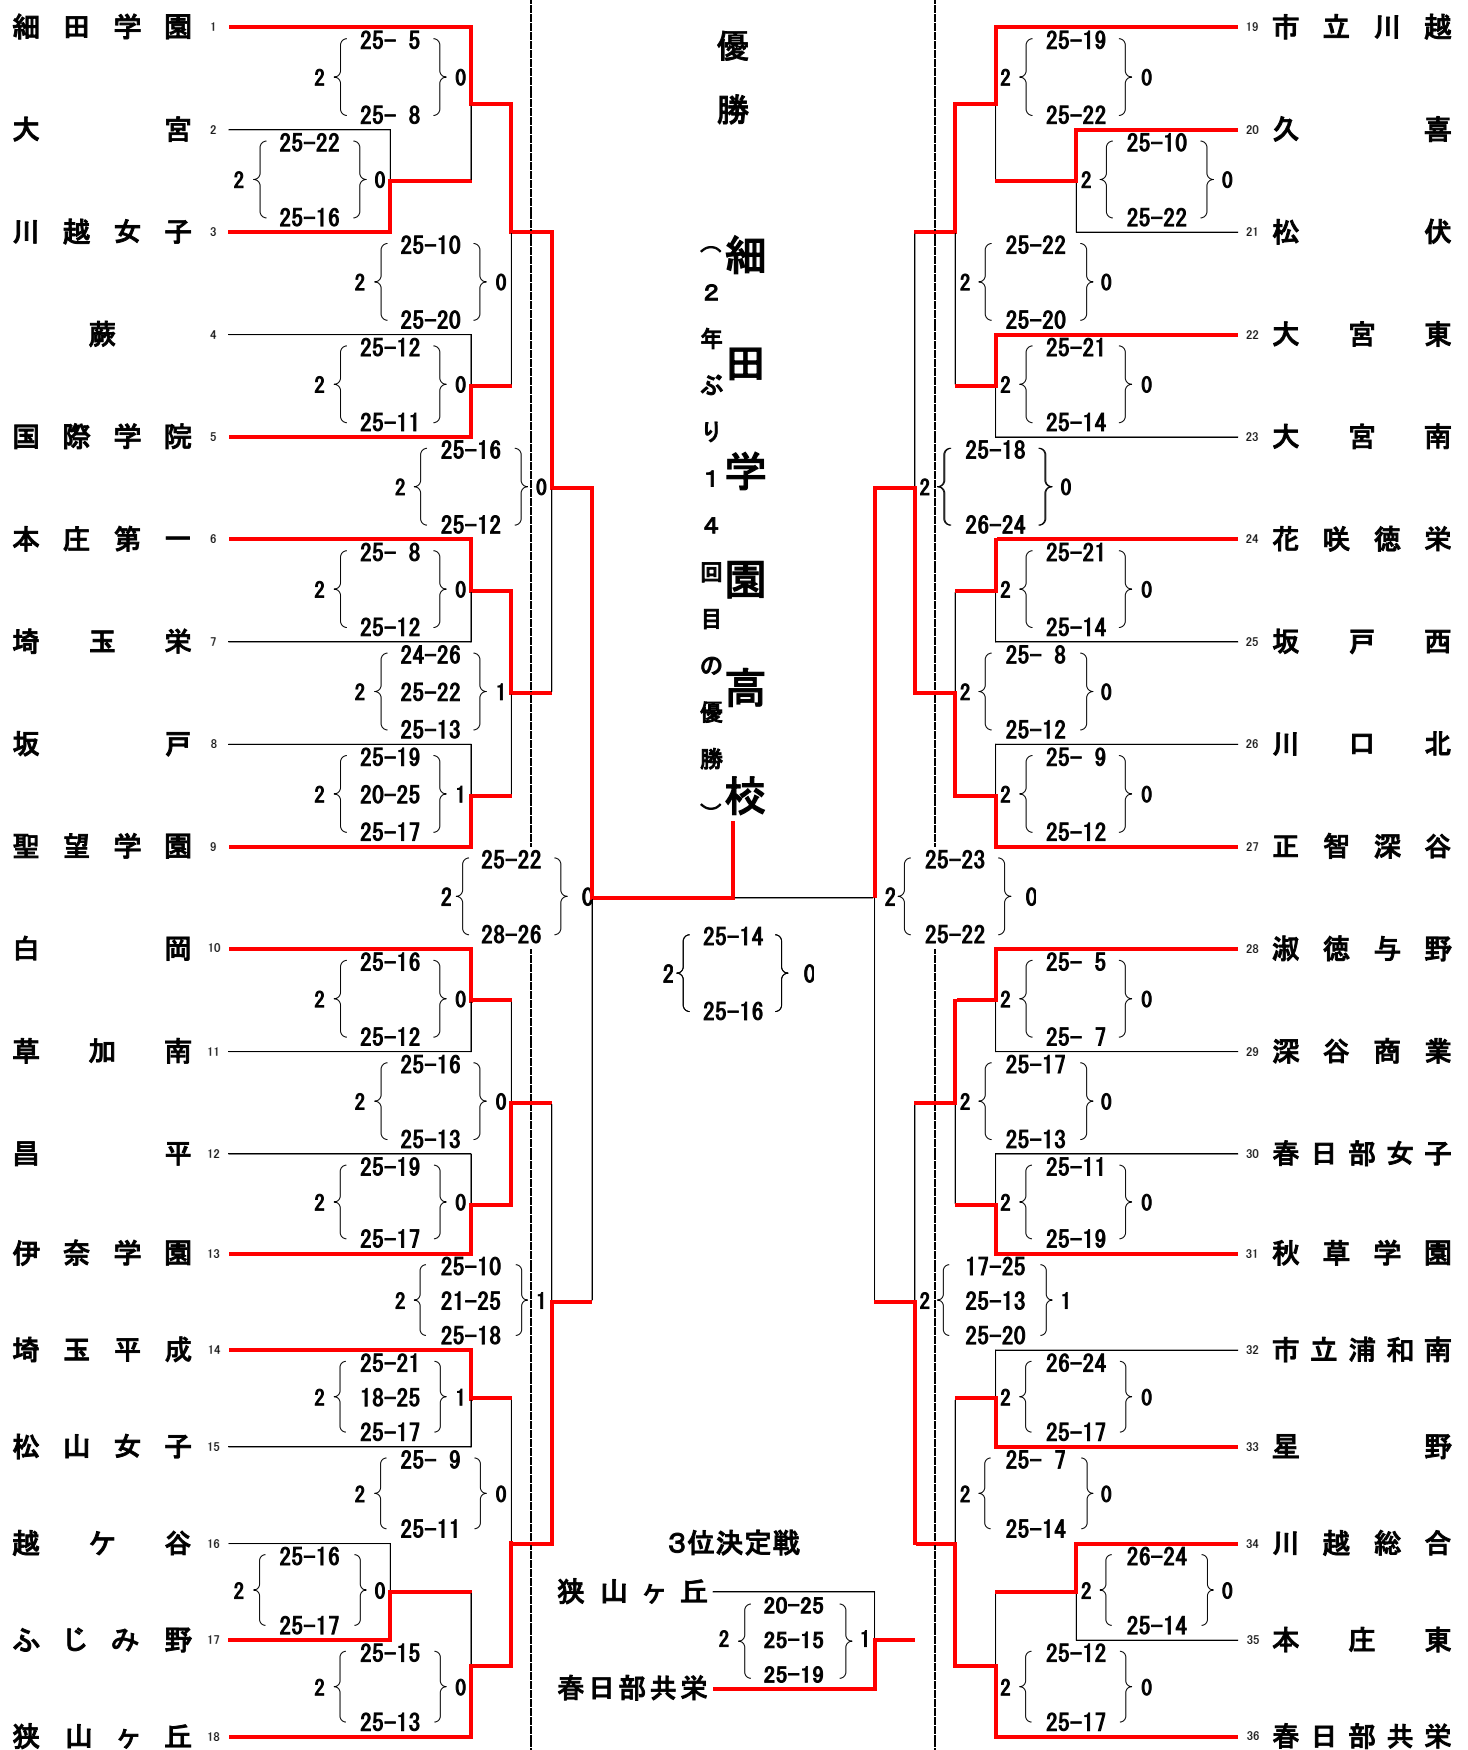 優勝
細田学園高校
（２年ぶり１４回目の優勝）
細田学園 1
25- 5
2 0
25- 8
大宮 2
25-22
2 0
25-16
川越女子 3
25-10
2 0
25-20
蕨 4
25-12
2 0
25-11
国際学院 5
25-16
2 0
25-12
本庄第一 6
25- 8
2 0
25-12
埼玉栄 7
24-26
2 25-22 1
25-13
坂戸 8
25-19
2 20-25 1
25-17
聖望学園 9
25-22
2 0
28-26
白岡 10
25-16
2 0
25-12
草加南 11
25-16
2 0
25-13
昌平 12
25-19
2 0
25-17
伊奈学園 13
25-10
2 21-25 1
25-18
埼玉平成 14
25-21
2 18-25 1
25-17
松山女子 15
25- 9
2 0
25-11
越ケ谷 16
25-16
2 0
25-17
ふじみ野 17
25-15
2 0
25-13
狭山ヶ丘 18
25-14
2 0
25-16
3位決定戦
狭山ヶ丘
20-25
2 25-15 1
25-19
春日部共栄
19 市立川越
25-19
2 0
25-22
20 久喜
25-10
2 0
25-22
21 松伏
25-22
2 0
25-20
22 大宮東
25-21
2 0
25-14
23 大宮南
25-18
2 0
26-24
24 花咲徳栄
25-21
2 0
25-14
25 坂戸西
25- 8
2 0
25-12
26 川口北
25- 9
2 0
25-12
27 正智深谷
25-23
2 0
25-22
28 淑徳与野
25- 5
2 0
25- 7
29 深谷商業
25-17
2 0
25-13
30 春日部女子
25-11
2 0
25-19
31 秋草学園
17-25
2 25-13 1
25-20
32 市立浦和南
26-24
2 0
25-17
33 星野
25- 7
2 0
25-14
34 川越総合
26-24
2 0
25-14
35 本庄東
25-12
2 0
25-17
36 春日部共栄